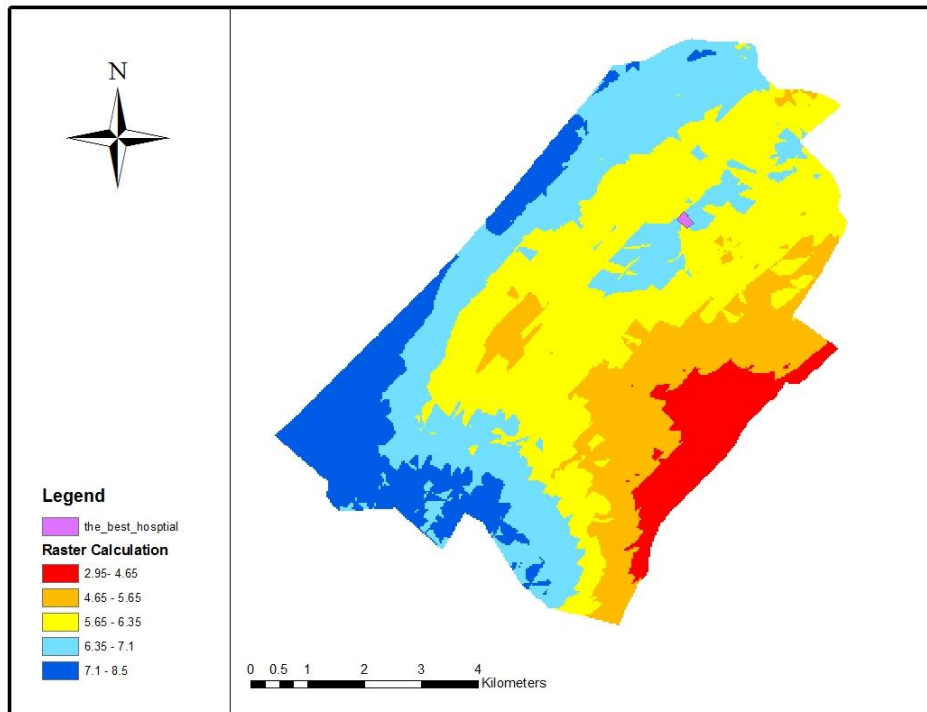 N
Legend
the_best_hosptial
Raster Calculation
2.95- 4.65
4.65 - 5.65
5.65 - 6.35
6.35 - 7.1
7.1 - 8.5
0 0.5 1 2 3 4
Kilometers